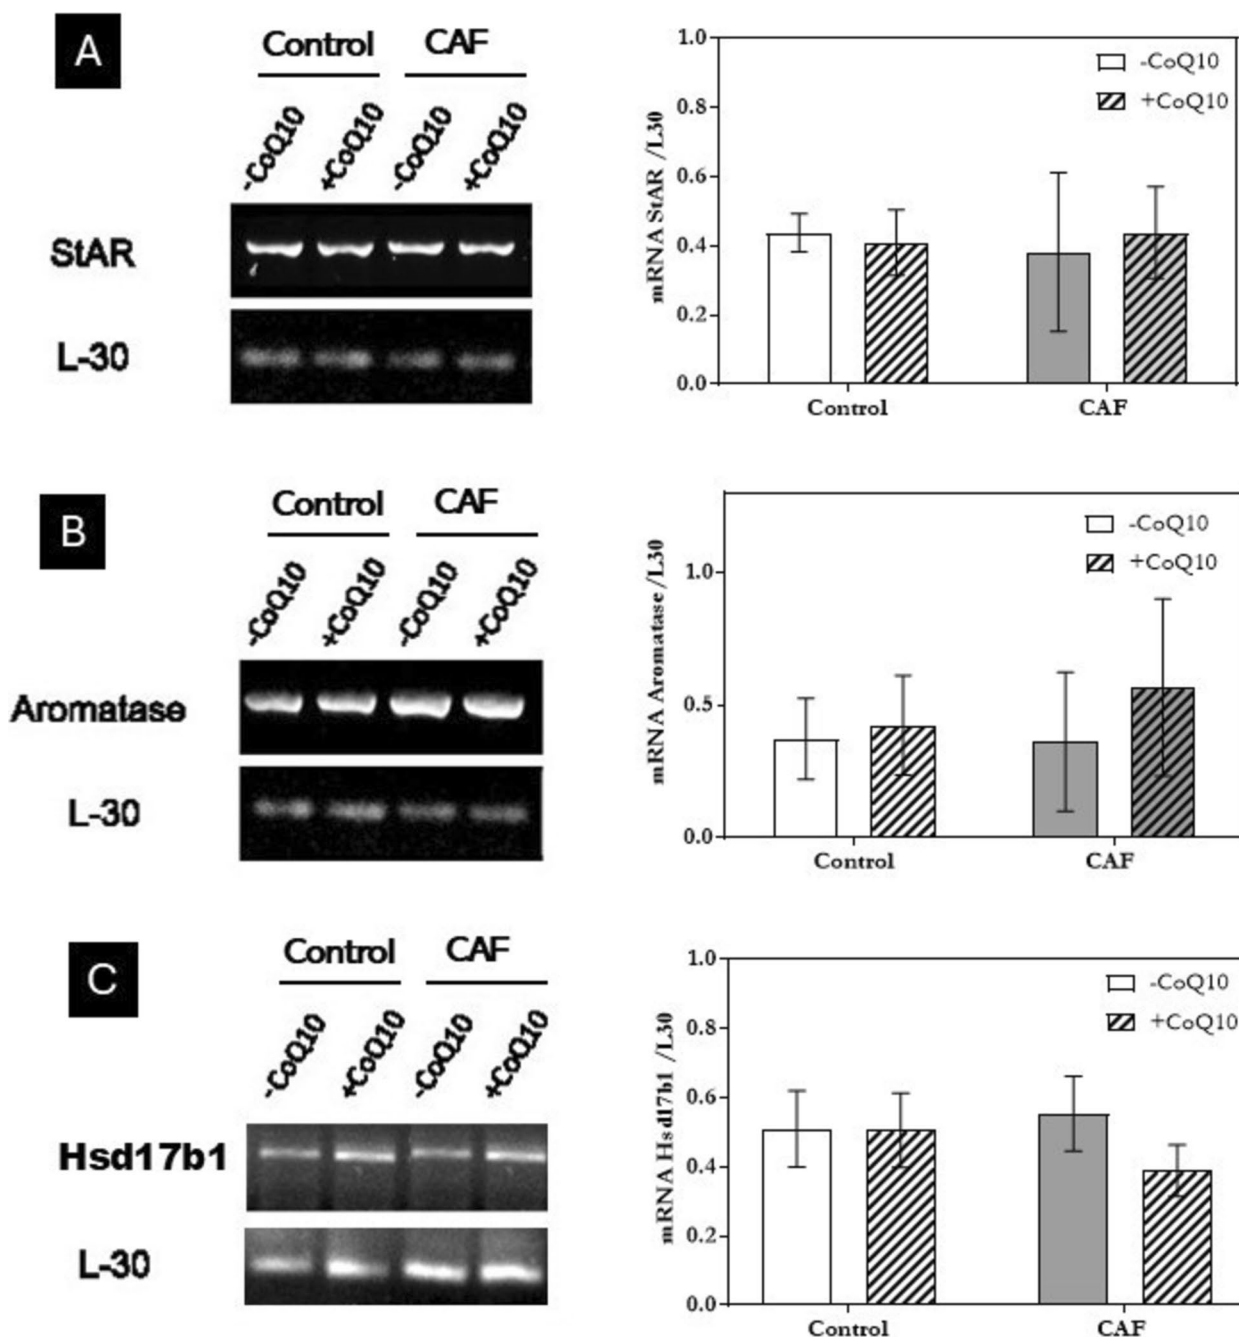 A
Control CAF
-CoQ10 +CoQ10 -CoQ10 +CoQ10
StAR
L-30
mRNA StAR /L30
1.0
0.8
0.6
0.4
0.2
0.0
-CoQ10
+CoQ10
Control CAF
B
Control CAF
-CoQ10 +CoQ10 -CoQ10 +CoQ10
Aromatase
L-30
mRNA Aromatase /L30
1.0
0.5
0.0
-CoQ10
+CoQ10
Control CAF
C
Control CAF
-CoQ10 +CoQ10 -CoQ10 +CoQ10
Hsd17b1
L-30
mRNA Hsd17b1 /L30
1.0
0.8
0.6
0.4
0.2
0.0
-CoQ10
+CoQ10
Control CAF